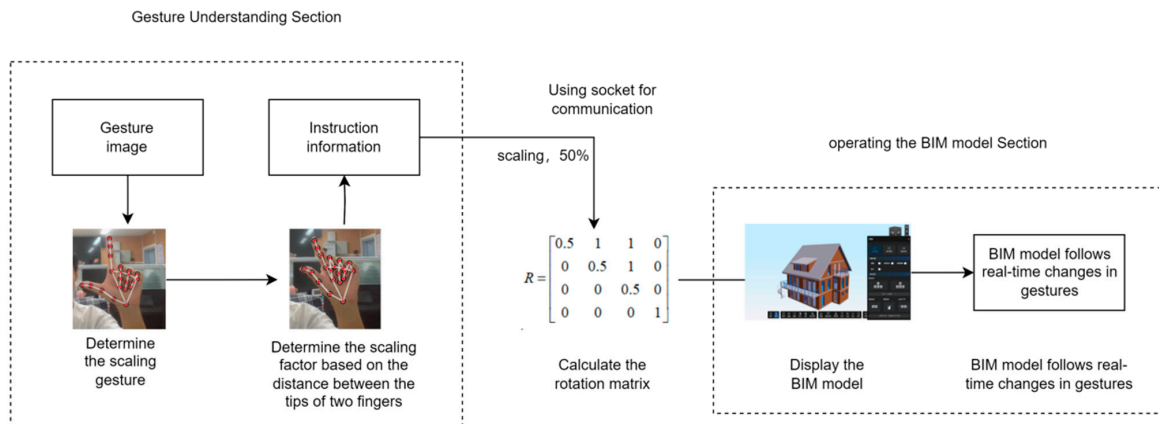 Gesture Understanding Section
Gesture
image
Instruction
information
Determine
the scaling
gesture
Determine the scaling
factor based on the
distance between the
tips of two fingers
Using socket for
communication
scaling, 50%
R =
0.5 1 1 0
0 0.5 1 0
0 0 0.5 0
0 0 0 1
Calculate the
rotation matrix
operating the BIM model Section
Display the
BIM model
BIM model follows
real-time changes in
gestures
BIM model follows real-
time changes in gestures